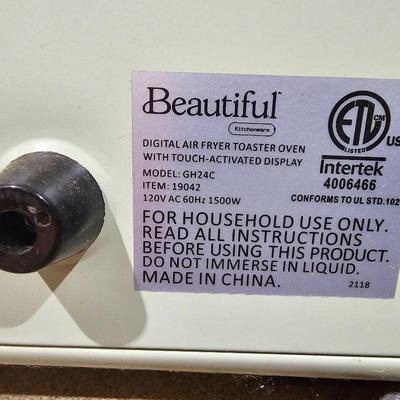 Beautiful™
Kitchenware
DIGITAL AIR FRYER TOASTER OVEN
WITH TOUCH-ACTIVATED DISPLAY
MODEL: GH24C
ITEM: 19042
120V AC 60Hz 1500W
ETL CM US
LISTED
Intertek
4006466
CONFORMS TO UL STD.102
FOR HOUSEHOLD USE ONLY.
READ ALL INSTRUCTIONS
BEFORE USING THIS PRODUCT.
DO NOT IMMERSE IN LIQUID.
MADE IN CHINA.
2118